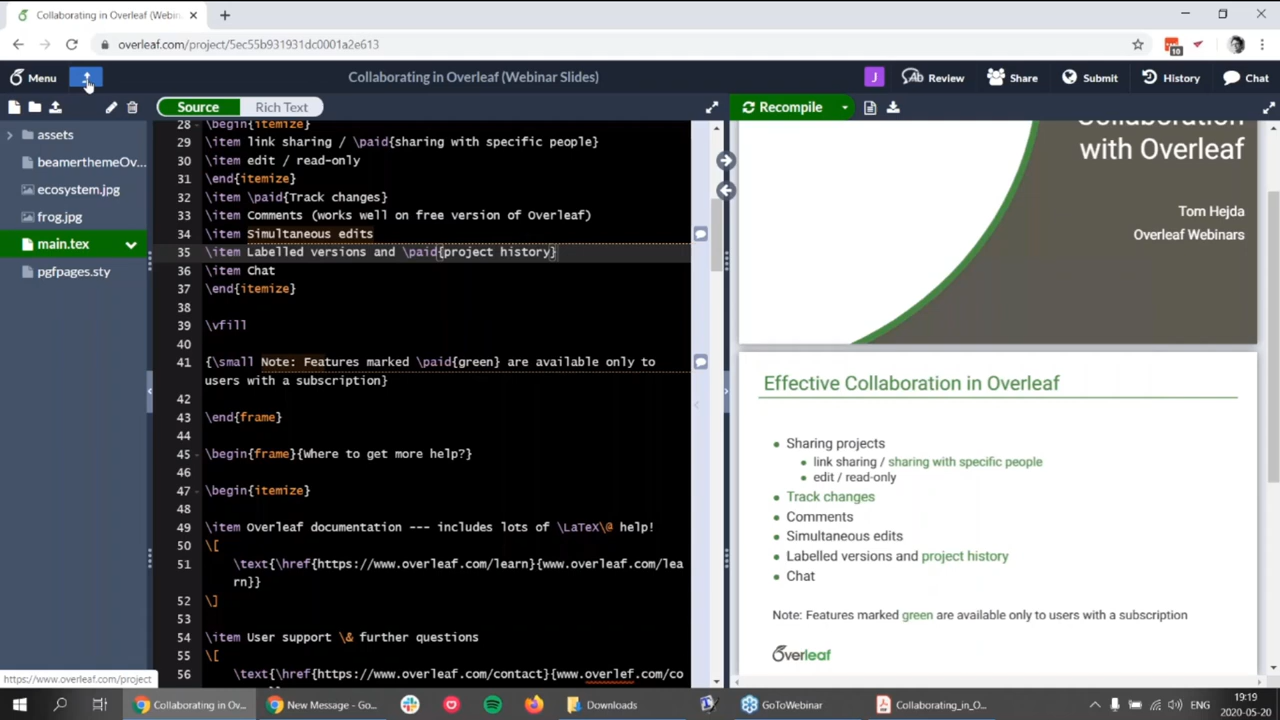 Collaborating in Overleaf (Webin
overleaf.com/project/5ec55b931931dc0001a2e613
10
Menu
Collaborating in Overleaf (Webinar Slides)
J
Review
Share
Submit
History
Chat
Source
Rich Text
Recompile
assets
beamerthemeOv...
ecosystem.jpg
frog.jpg
main.tex
pgfpages.sty
28 \begin{itemize}
29 \item link sharing / \paid{sharing with specific people}
30 \item edit / read-only
31 \end{itemize}
32 \item \paid{Track changes}
33 \item Comments (works well on free version of Overleaf)
34 \item Simultaneous edits
35 \item Labelled versions and \paid{project history}
36 \item Chat
37 \end{itemize}
38
39 \vfill
40
41 {\small Note: Features marked \paid{green} are available only to
users with a subscription}
42
43 \end{frame}
44
45 \begin{frame}{Where to get more help?}
46
47 \begin{itemize}
48
49 \item Overleaf documentation --- includes lots of \LaTeX\@ help!
50 \[
51 \text{\href{https://www.overleaf.com/learn}{www.overleaf.com/lea
rn}}
52 \]
53
54 \item User support \& further questions
55 \[
56 \text{\href{https://www.overleaf.com/contact}{www.overlef.com/co
Collaboration
with Overleaf
Tom Hejda
Overleaf Webinars
Effective Collaboration in Overleaf
Sharing projects
link sharing / sharing with specific people
edit / read-only
Track changes
Comments
Simultaneous edits
Labelled versions and project history
Chat
Note: Features marked green are available only to users with a subscription
Overleaf
https://www.overleaf.com/project
Collaborating in Ov...
New Message - Go...
Downloads
GoToWebinar
Collaborating_in_O...
ENG
19:19
2020-05-20